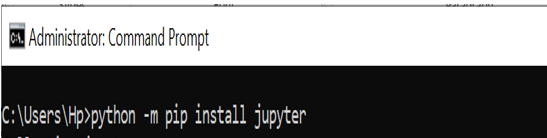 Administrator: Command Prompt
C:\Users\Hp>python -m pip install jupyter